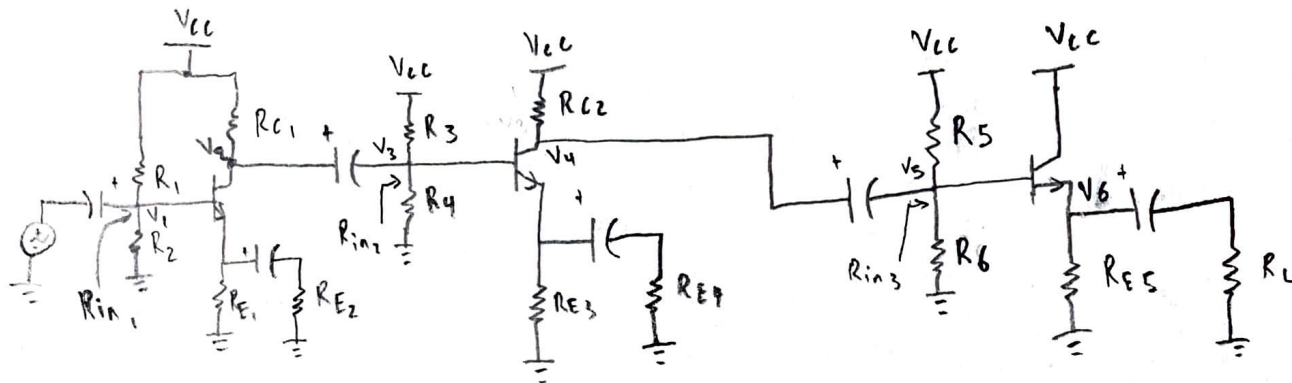 Vcc
RC1
R1
V2
+
V1
R2
Rin1
+
RE1
RE2
+
Vcc
R3
V3
R4
Rin2
Vcc
RC2
V4
+
RE3
RE4
Vcc
R5
+
V5
R6
Rin3
Vcc
V6
+
RE5
RL